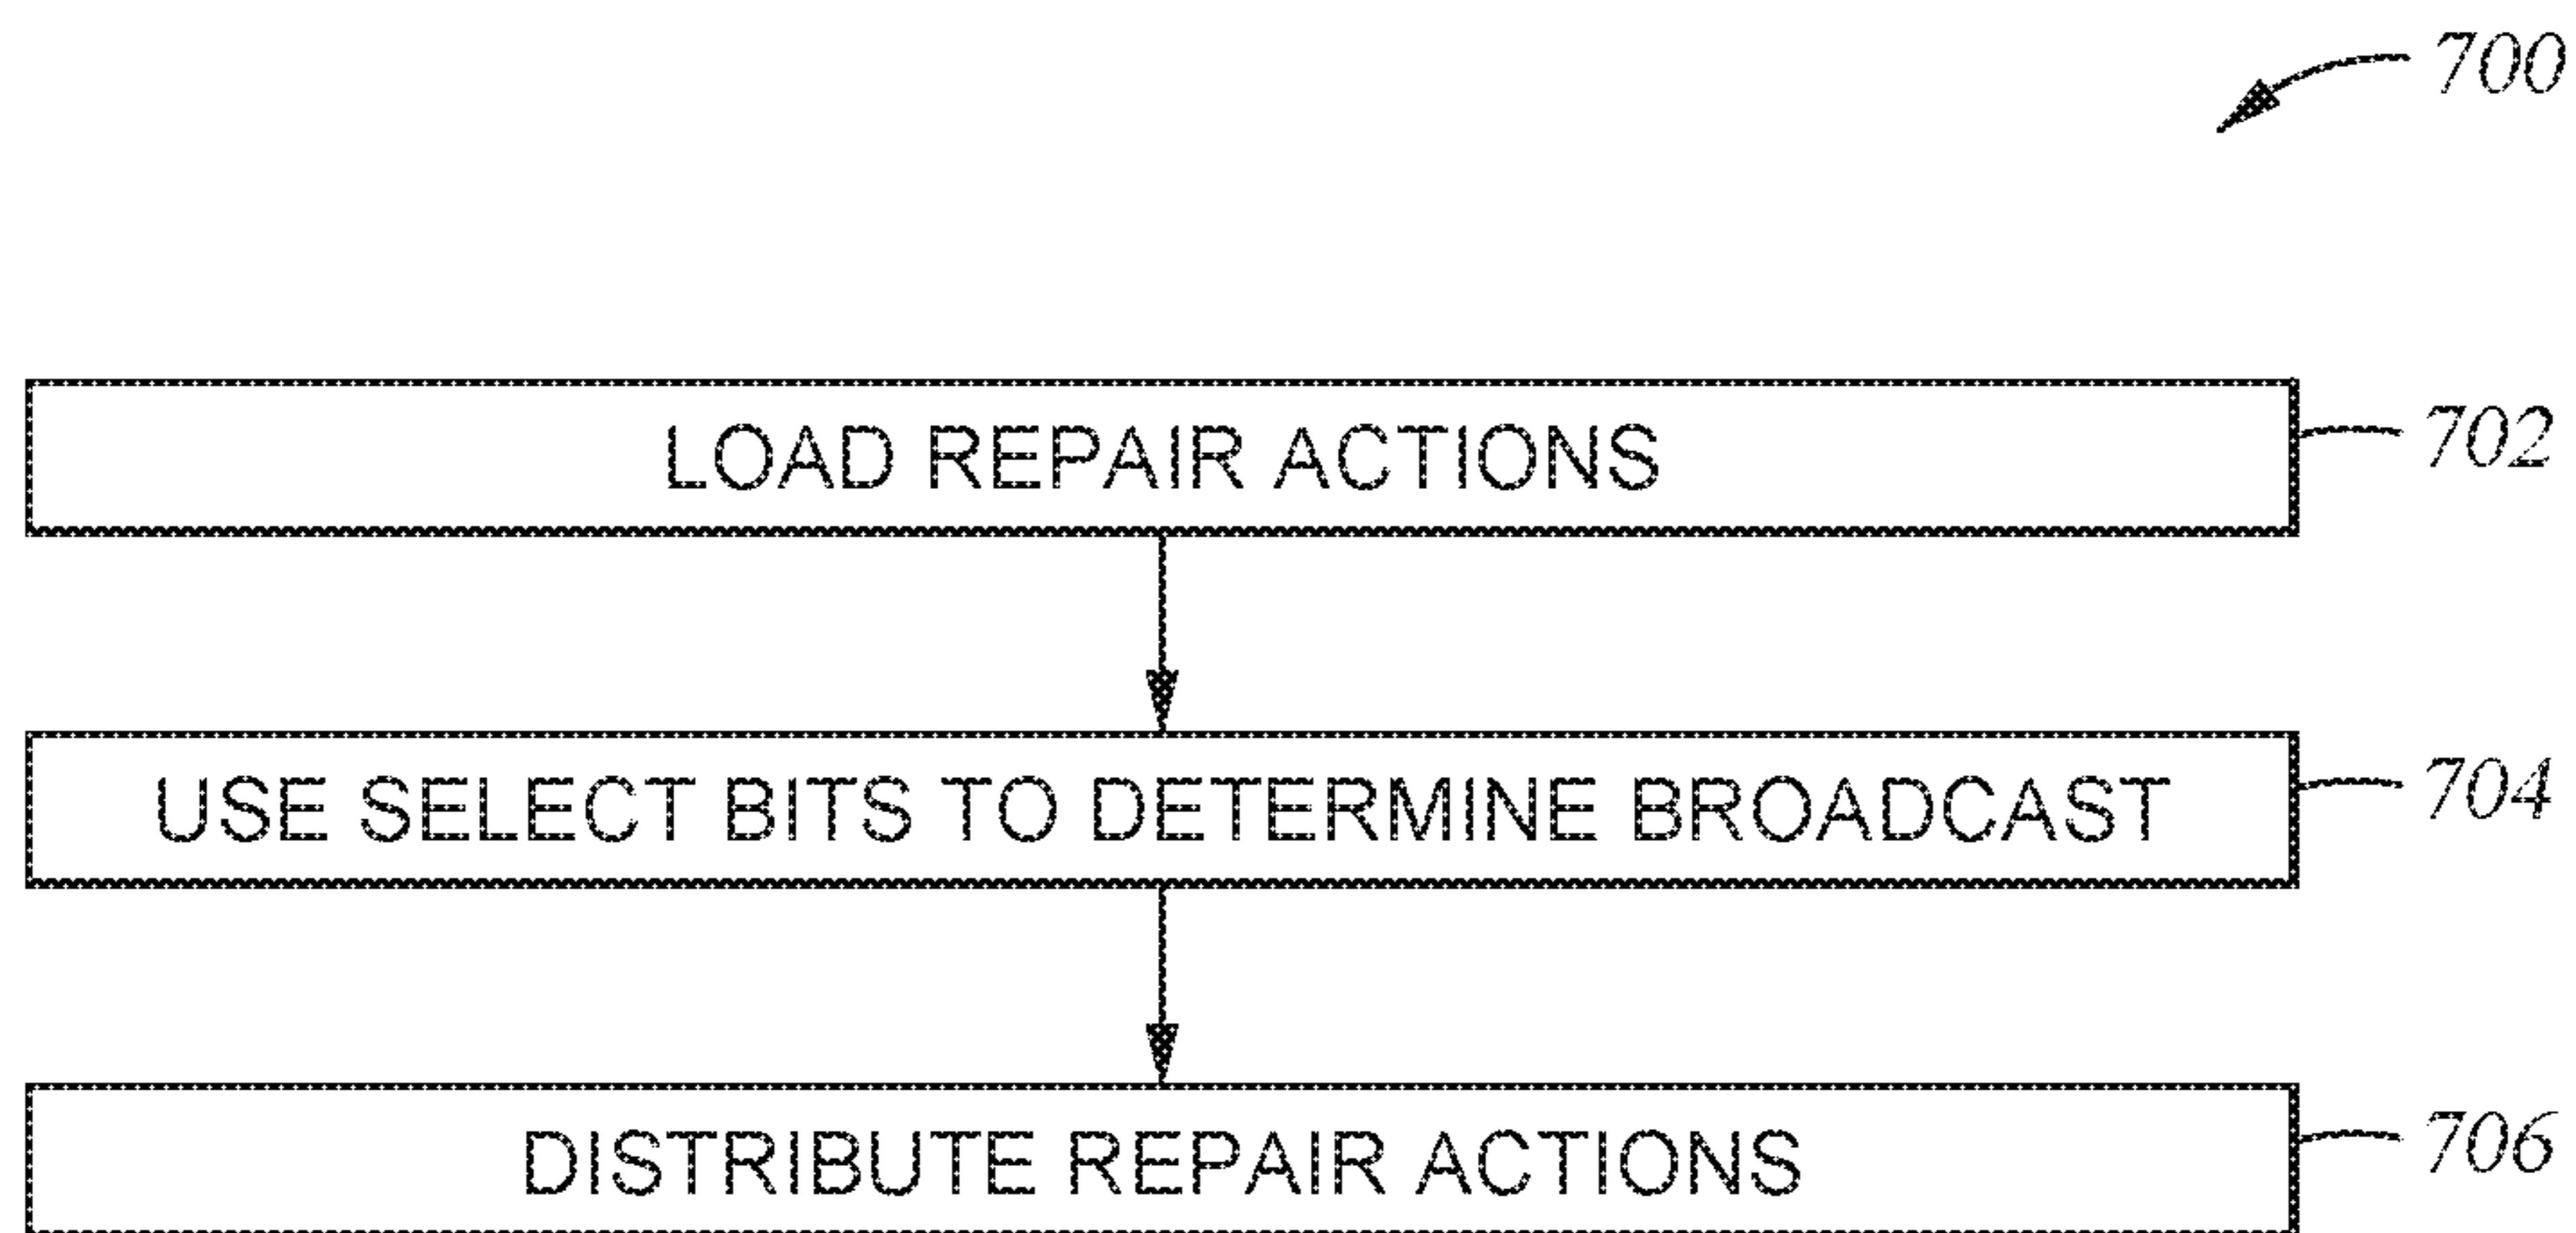 700
LOAD REPAIR ACTIONS 702
USE SELECT BITS TO DETERMINE BROADCAST 704
DISTRIBUTE REPAIR ACTIONS 706